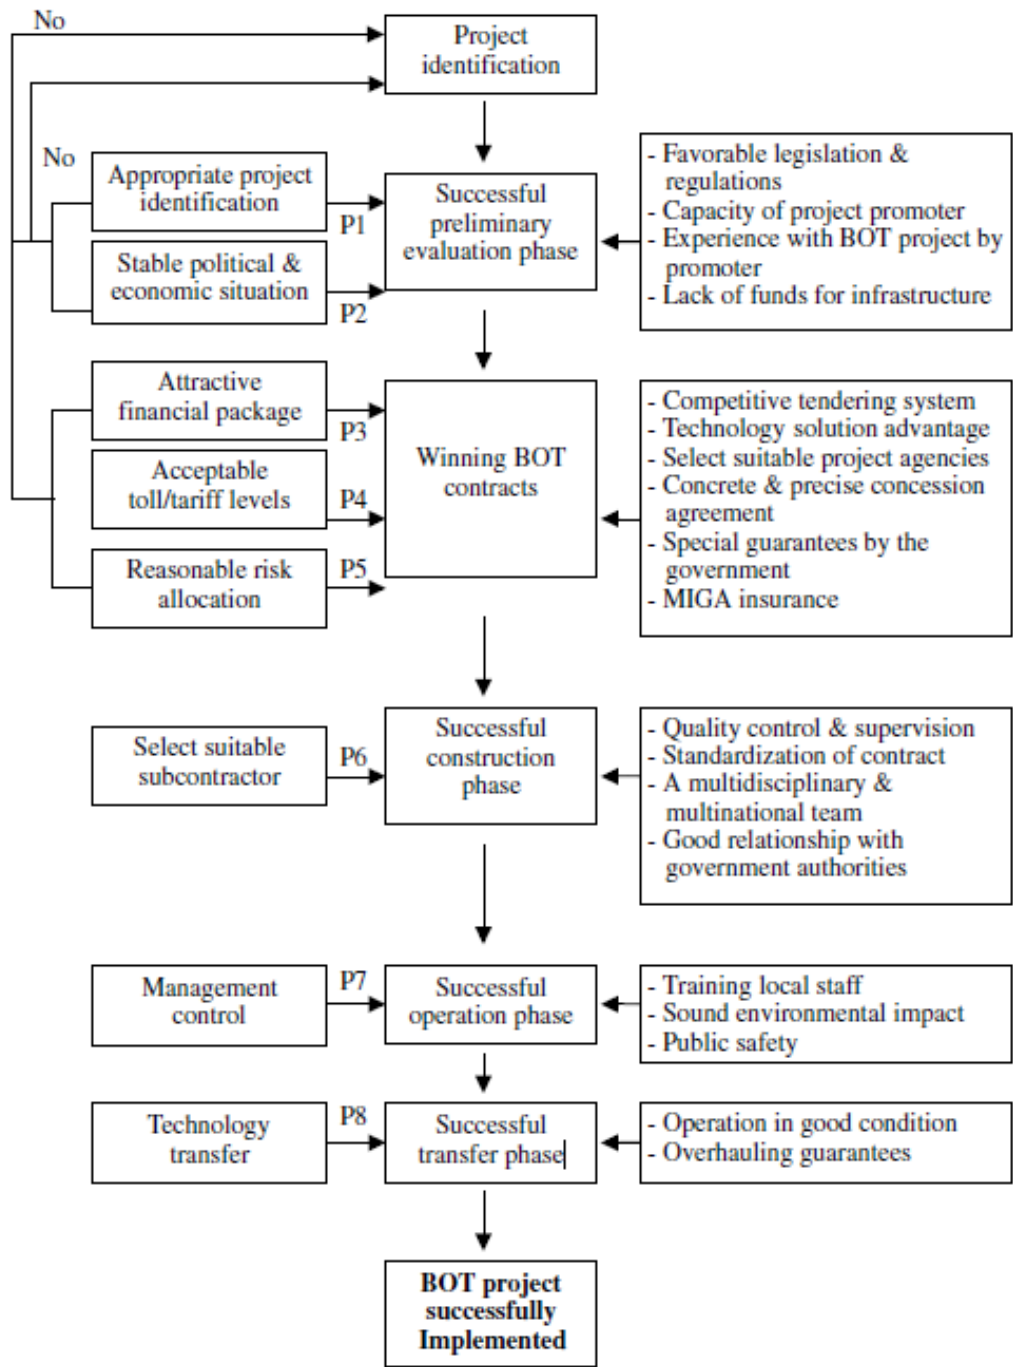 No
Project
identification
No
Appropriate project
identification
P1
Stable political &
economic situation
P2
Successful
preliminary
evaluation phase
- Favorable legislation &
regulations
- Capacity of project promoter
- Experience with BOT project by
promoter
- Lack of funds for infrastructure
Attractive
financial package
P3
Acceptable
toll/tariff levels
P4
Reasonable risk
allocation
P5
Winning BOT
contracts
- Competitive tendering system
- Technology solution advantage
- Select suitable project agencies
- Concrete & precise concession
agreement
- Special guarantees by the
government
- MIGA insurance
Select suitable
subcontractor
P6
Successful
construction
phase
- Quality control & supervision
- Standardization of contract
- A multidisciplinary &
multinational team
- Good relationship with
government authorities
Management
control
P7
Successful
operation phase
- Training local staff
- Sound environmental impact
- Public safety
Technology
transfer
P8
Successful
transfer phase
- Operation in good condition
- Overhauling guarantees
BOT project
successfully
Implemented